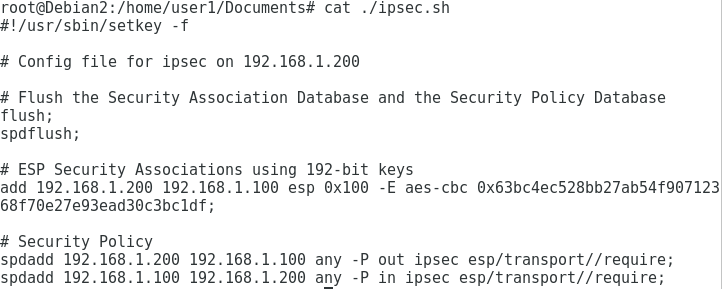 root@Debian2:/home/user1/Documents# cat ./ipsec.sh
#!/usr/sbin/setkey -f
# Config file for ipsec on 192.168.1.200
# Flush the Security Association Database and the Security Policy Database
flush;
spdflush;
# ESP Security Associations using 192-bit keys
add 192.168.1.200 192.168.1.100 esp 0x100 -E aes-cbc 0x63bc4ec528bb27ab54f907123
68f70e27e93ead30c3bc1df;
# Security Policy
spdadd 192.168.1.200 192.168.1.100 any -P out ipsec esp/transport//require;
spdadd 192.168.1.100 192.168.1.200 any -P in ipsec esp/transport//require;